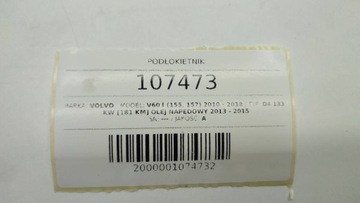 PODŁOKIETNIK
107473
MARKA: VOLVO MODEL: V60 I (155, 157) 2010 - 2018 TYP: D4 133
KW [181 KM] OLEJ NAPĘDOWY 2013 - 2015
SN: --- JAKOŚĆ: A
2000001074732